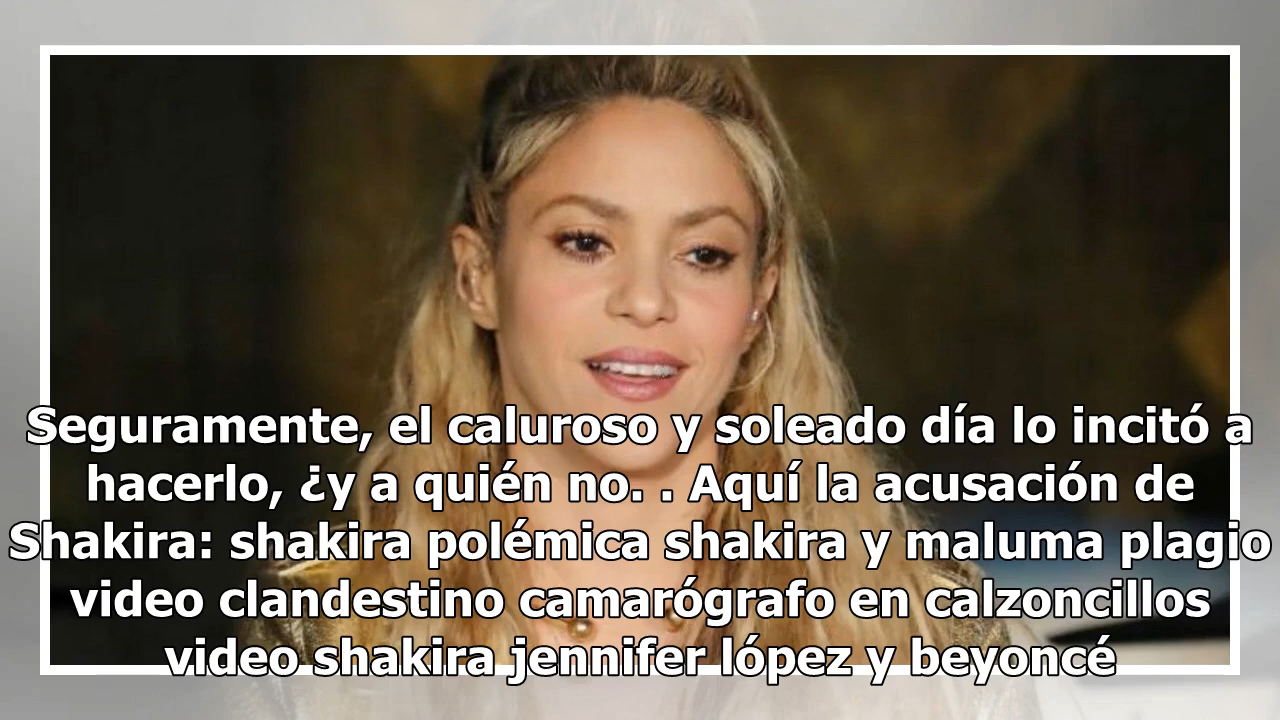 Seguramente, el caluroso y soleado día lo incitó a
hacerlo, ¿y a quién no. . Aquí la acusación de
Shakira: shakira polémica shakira y maluma plagio
video clandestino camarógrafo en calzoncillos
video shakira jennifer lópez y beyoncé